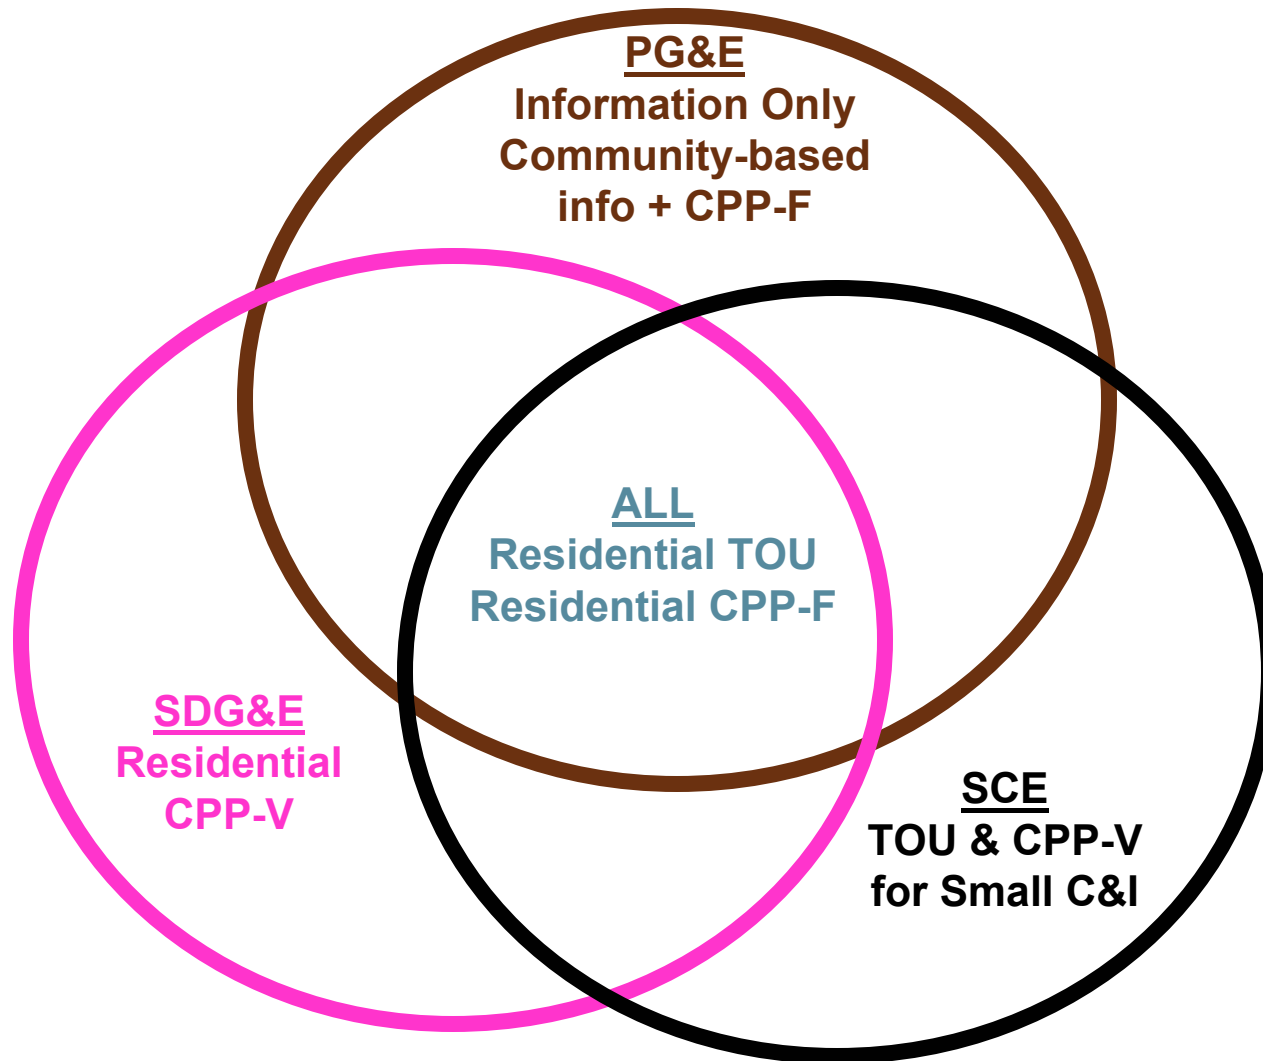 PG&E
Information Only
Community-based
info + CPP-F
ALL
Residential TOU
Residential CPP-F
SDG&E
Residential
CPP-V
SCE
TOU & CPP-V
for Small C&I